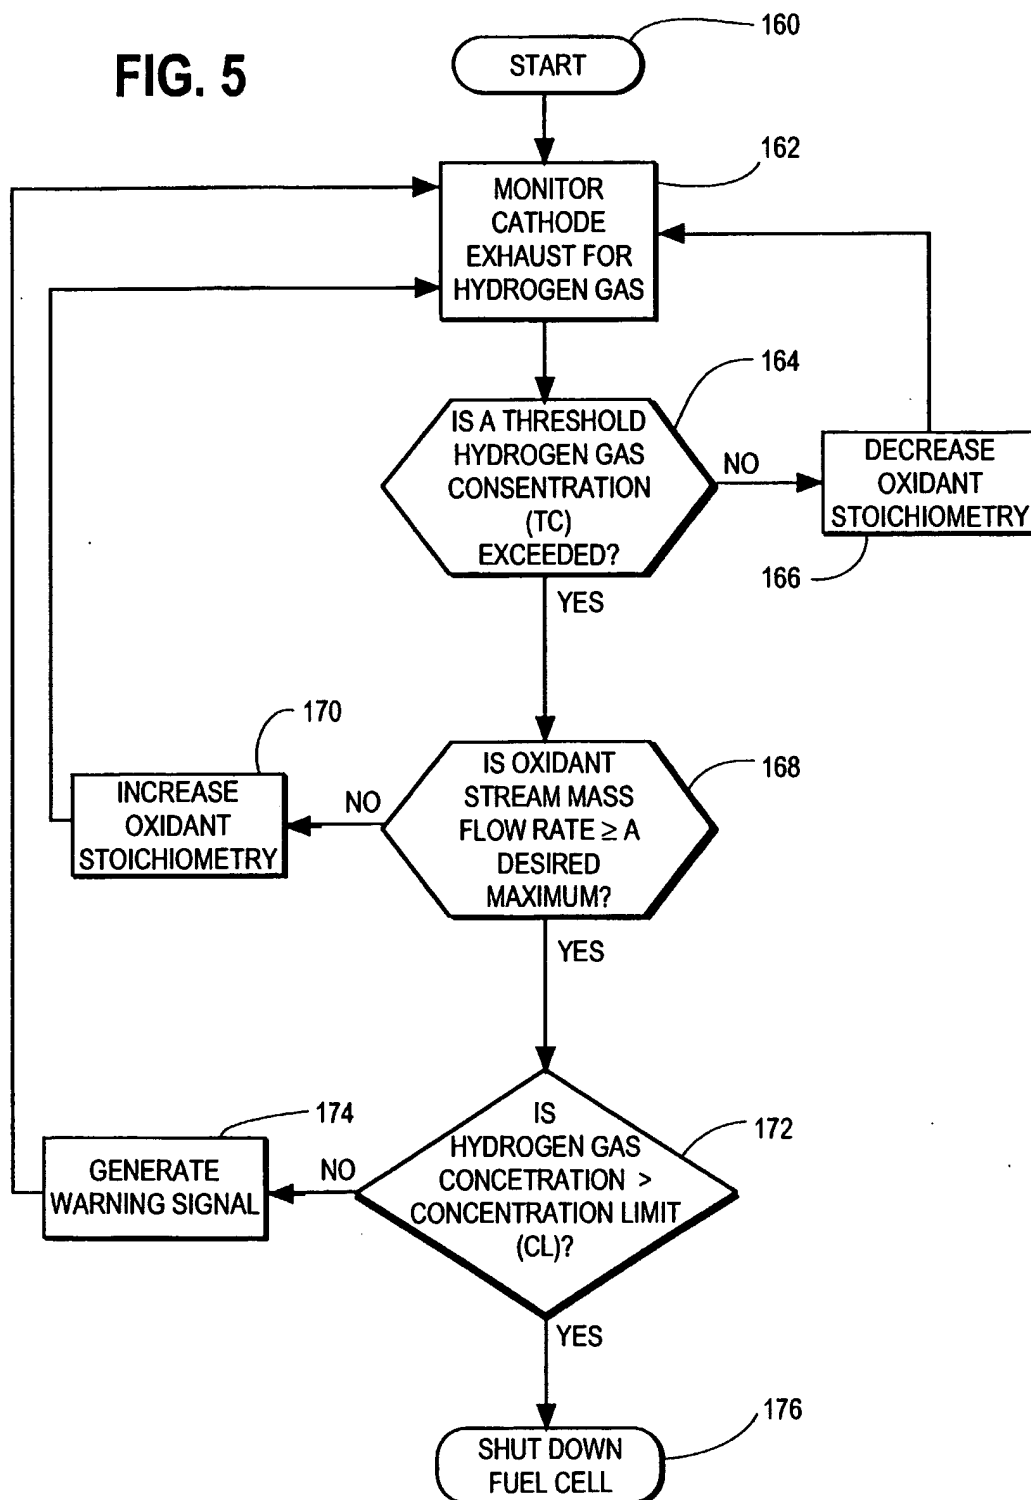 FIG. 5
160
START
162
MONITOR
CATHODE
EXHAUST FOR
HYDROGEN GAS
164
IS A THRESHOLD
HYDROGEN GAS
CONSENTRATION
(TC)
EXCEEDED?
NO
DECREASE
OXIDANT
STOICHIOMETRY
166
YES
170
INCREASE
OXIDANT
STOICHIOMETRY
NO
168
IS OXIDANT
STREAM MASS
FLOW RATE ≥ A
DESIRED
MAXIMUM?
YES
174
GENERATE
WARNING SIGNAL
NO
172
IS
HYDROGEN GAS
CONCETRATION >
CONCENTRATION LIMIT
(CL)?
YES
176
SHUT DOWN
FUEL CELL